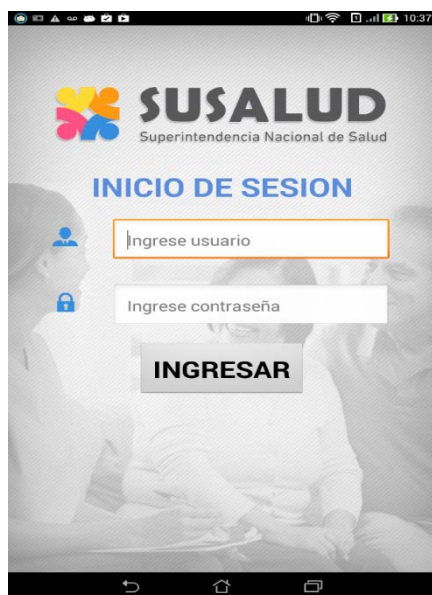 10:37
SUSALUD
Superintendencia Nacional de Salud
INICIO DE SESION
Ingrese usuario
Ingrese contraseña
INGRESAR